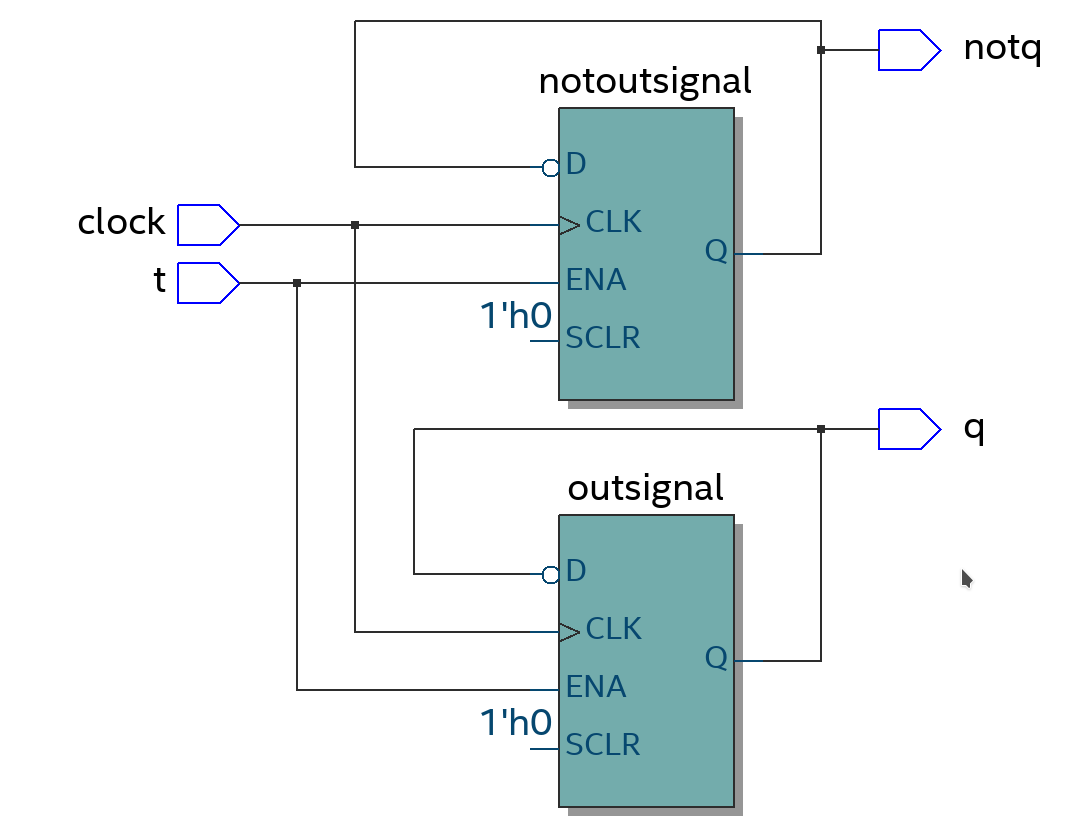 notq
notoutsignal
D
clock
CLK
Q
t
ENA
1'h0
SCLR
q
outsignal
D
CLK
Q
ENA
1'h0
SCLR